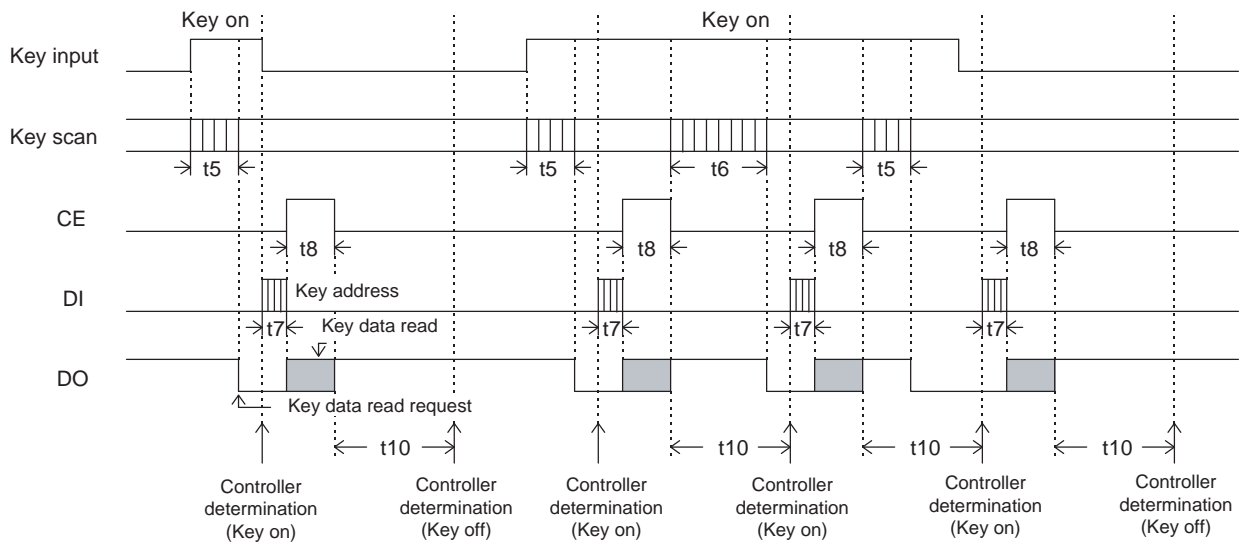 Key on
Key on
Key input
Key scan
t5
t5
t6
t5
CE
t8
t8
t8
t8
DI
Key address
t7
t7
t7
t7
Key data read
DO
Key data read request
t10
t10
t10
t10
Controller
determination
(Key on)
Controller
determination
(Key off)
Controller
determination
(Key on)
Controller
determination
(Key on)
Controller
determination
(Key on)
Controller
determination
(Key off)